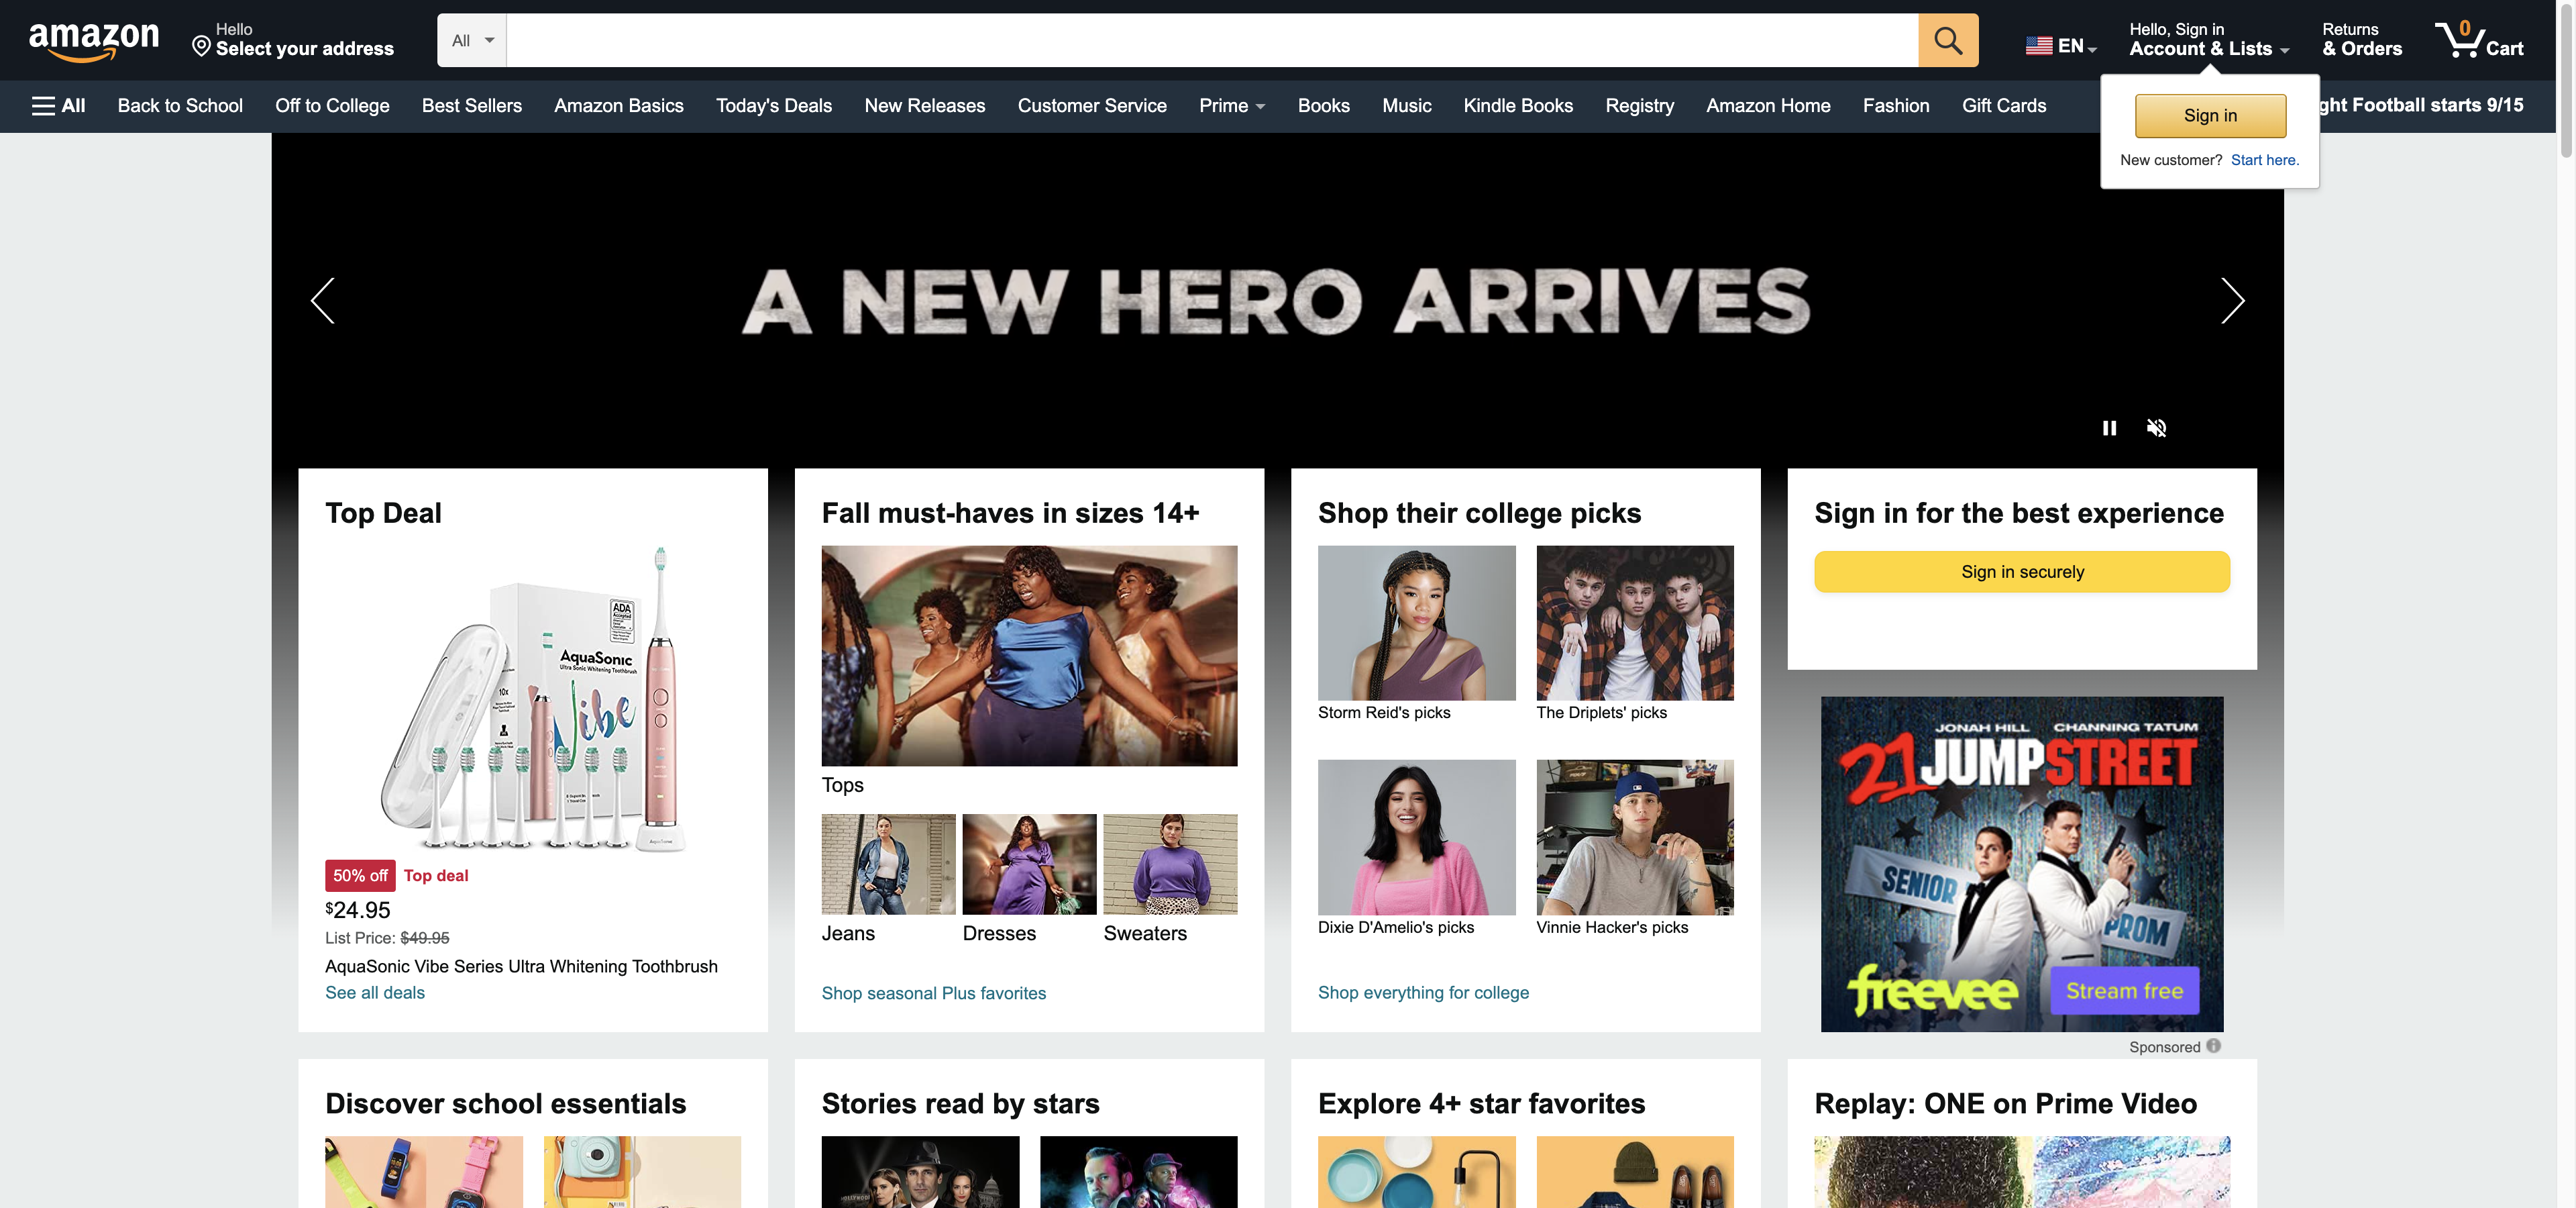 amazon
Hello
Select your address
All
EN
Hello, Sign in
Account & Lists
Returns
& Orders
0
Cart
All
Back to School
Off to College
Best Sellers
Amazon Basics
Today's Deals
New Releases
Customer Service
Prime
Books
Music
Kindle Books
Registry
Amazon Home
Fashion
Gift Cards
ght Football starts 9/15
Sign in
New customer? Start here.
A NEW HERO ARRIVES
Top Deal
ADA
Accepted
AquaSonic
Ultra Sonic Whitening Toothbrush
10x
Vibe
50% off
Top deal
$24.95
List Price: $49.95
AquaSonic Vibe Series Ultra Whitening Toothbrush
See all deals
Fall must-haves in sizes 14+
Tops
Jeans
Dresses
Sweaters
Shop seasonal Plus favorites
Shop their college picks
Storm Reid's picks
The Driplets' picks
Dixie D'Amelio's picks
Vinnie Hacker's picks
Shop everything for college
Sign in for the best experience
Sign in securely
JONAH HILL CHANNING TATUM
21 JUMP STREET
SENIOR
PROM
freevee
Stream free
Sponsored
Discover school essentials
Stories read by stars
Explore 4+ star favorites
Replay: ONE on Prime Video